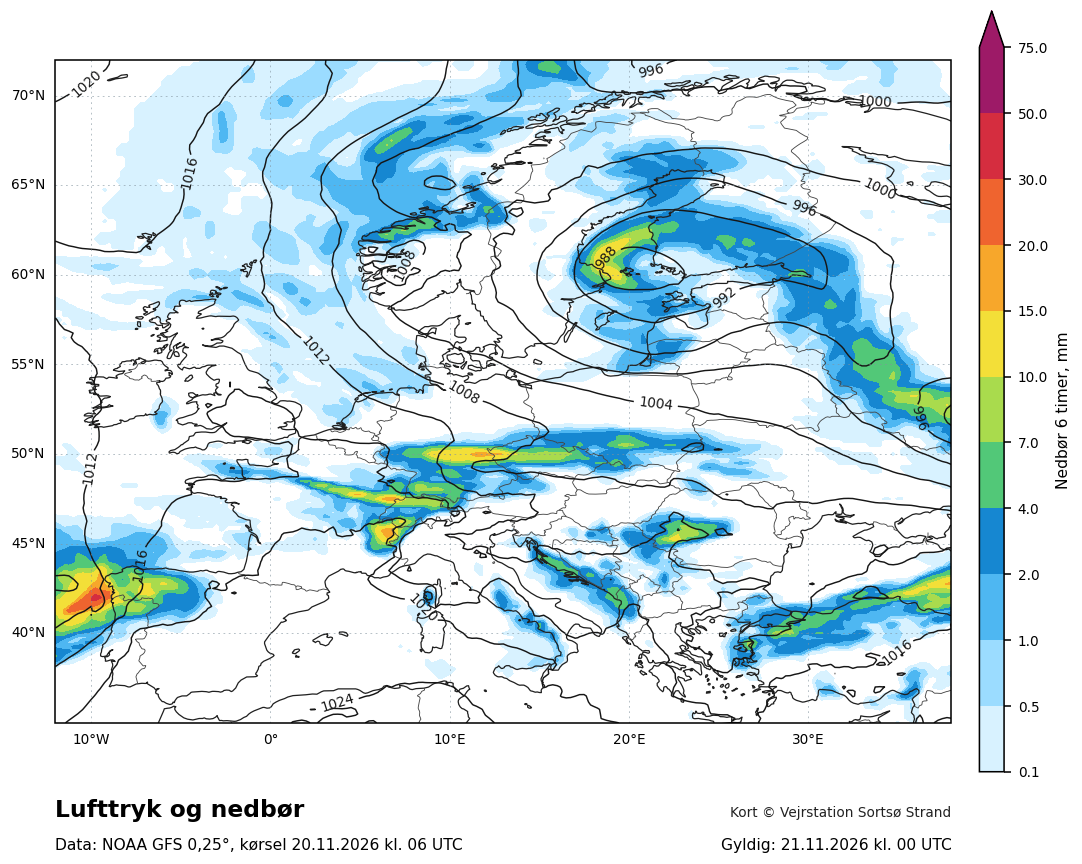 75.0
50.0
30.0
20.0
15.0
10.0
7.0
4.0
2.0
1.0
0.5
0.1
Nedbør 6 timer, mm
70°N
65°N
60°N
55°N
50°N
45°N
40°N
10°W
0°
10°E
20°E
30°E
1020
996
1000
1016
1000
996
988
1008
992
1012
1008
1004
996
1012
1016
1020
1016
1024
Lufttryk og nedbør
Kort © Vejrstation Sortsø Strand
Data: NOAA GFS 0,25°, kørsel 20.11.2026 kl. 06 UTC
Gyldig: 21.11.2026 kl. 00 UTC